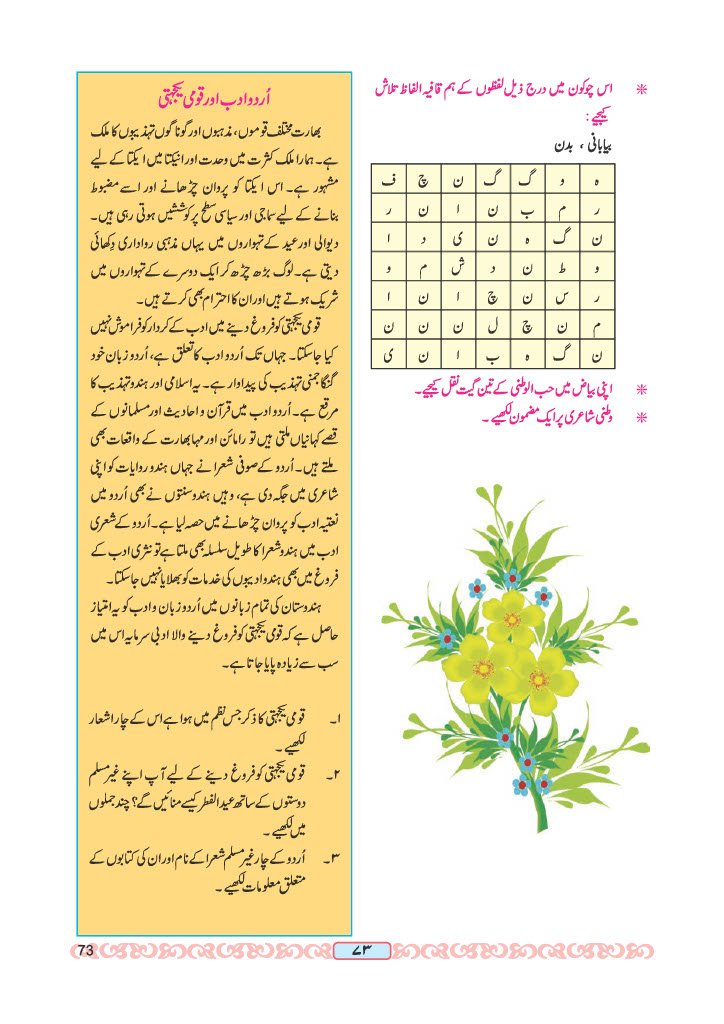 ٭ اس چوکون میں درج ذیل لفظوں کے ہم قافیہ الفاظ تلاش
کیجیے :
بیابانی ، بدن
ہ و گ گ ن چ ف
ر م ب ن ا ن ر
ن گ ہ ن ی د ا
و ط ن د ش م و
ر س ن چ ا ن ا
م ن چ ل ن ن ن
ن گ ہ ب ا ن ی
٭ اپنی بیاض میں حب الوطنی کے تین گیت نقل کیجیے۔
٭ وطنی شاعری پر ایک مضمون لکھیے۔
اُردو ادب اور قومی یکجہتی
بھارت مختلف قوموں، مذہبوں اور گوناگوں تہذیبوں کا ملک
ہے۔ ہمارا ملک کثرت میں وحدت اور انیکتا میں ایکتا کے لیے
مشہور ہے۔ اس ایکتا کو پروان چڑھانے اور اسے مضبوط
بنانے کے لیے سماجی اور سیاسی سطح پر کوششیں ہوتی رہی ہیں۔
دیوالی اور عید کے تہواروں میں یہاں مذہبی رواداری دِکھائی
دیتی ہے۔ لوگ بڑھ چڑھ کر ایک دوسرے کے تہواروں میں
شریک ہوتے ہیں اور ان کا احترام بھی کرتے ہیں۔
قومی یکجہتی کو فروغ دینے میں ادب کے کردار کو فراموش نہیں
کیا جاسکتا۔ جہاں تک اُردو ادب کا تعلق ہے، اُردو زبان خود
گنگا جمنی تہذیب کی پیداوار ہے۔ یہ اسلامی اور ہندو تہذیب کا
مرقع ہے۔ اُردو ادب میں قرآن و احادیث اور مسلمانوں کے
قصے کہانیاں ملتی ہیں تو رامائن اور مہابھارت کے واقعات بھی
ملتے ہیں۔ اُردو کے صوفی شعرا نے جہاں ہندو روایات کو اپنی
شاعری میں جگہ دی ہے، وہیں ہندو سنتوں نے بھی اُردو میں
نعتیہ ادب کو پروان چڑھانے میں حصہ لیا ہے۔ اُردو کے شعری
ادب میں ہندو شعرا کا طویل سلسلہ بھی ملتا ہے تو نثری ادب کے
فروغ میں بھی ہندو ادیبوں کی خدمات کو بھلایا نہیں جاسکتا۔
ہندوستان کی تمام زبانوں میں اُردو زبان و ادب کو یہ امتیاز
حاصل ہے کہ قومی یکجہتی کو فروغ دینے والا ادبی سرمایہ اس میں
سب سے زیادہ پایا جاتا ہے۔
۱۔ قومی یکجہتی کا ذکر جس نظم میں ہوا ہے اس کے چار اشعار
لکھیے۔
۲۔ قومی یکجہتی کو فروغ دینے کے لیے آپ اپنے غیر مسلم
دوستوں کے ساتھ عید الفطر کیسے منائیں گے؟ چند جملوں
میں لکھیے۔
۳۔ اُردو کے چار غیر مسلم شعرا کے نام اور ان کی کتابوں کے
متعلق معلومات لکھیے۔
۷۳
73